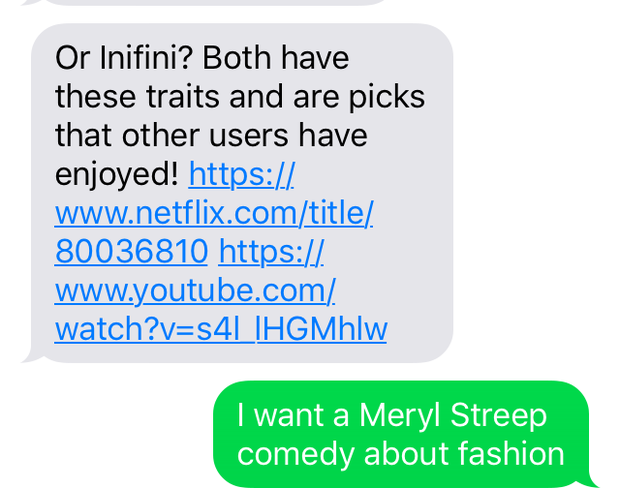 Or Inifini? Both have
these traits and are picks
that other users have
enjoyed! https://
www.netflix.com/title/
80036810 https://
www.youtube.com/
watch?v=s4l_lHGMhlw
I want a Meryl Streep
comedy about fashion